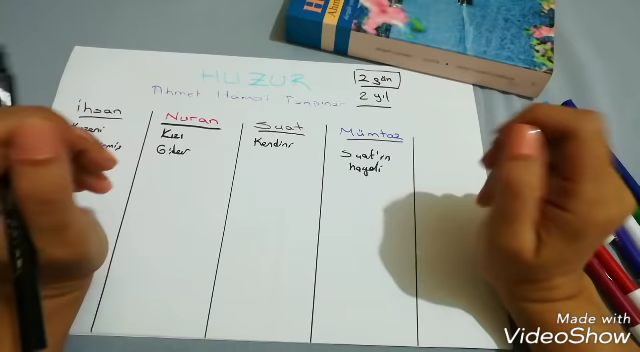 HUZUR
2 gün
2 yıl
Ahmet Hamdi Tanpınar
İhsan
Nuran
Kızı
Gider
Suat
Kendini
Mümtaz
Suat'ın
hayali
Made with
VideoShow